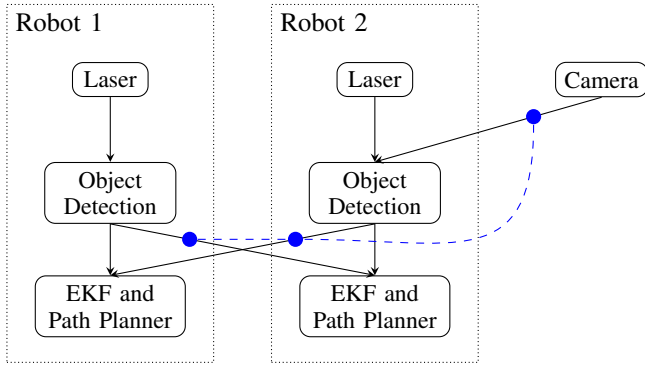 Robot 1
Robot 2
Laser
Laser
Camera
Object
Detection
Object
Detection
EKF and
Path Planner
EKF and
Path Planner